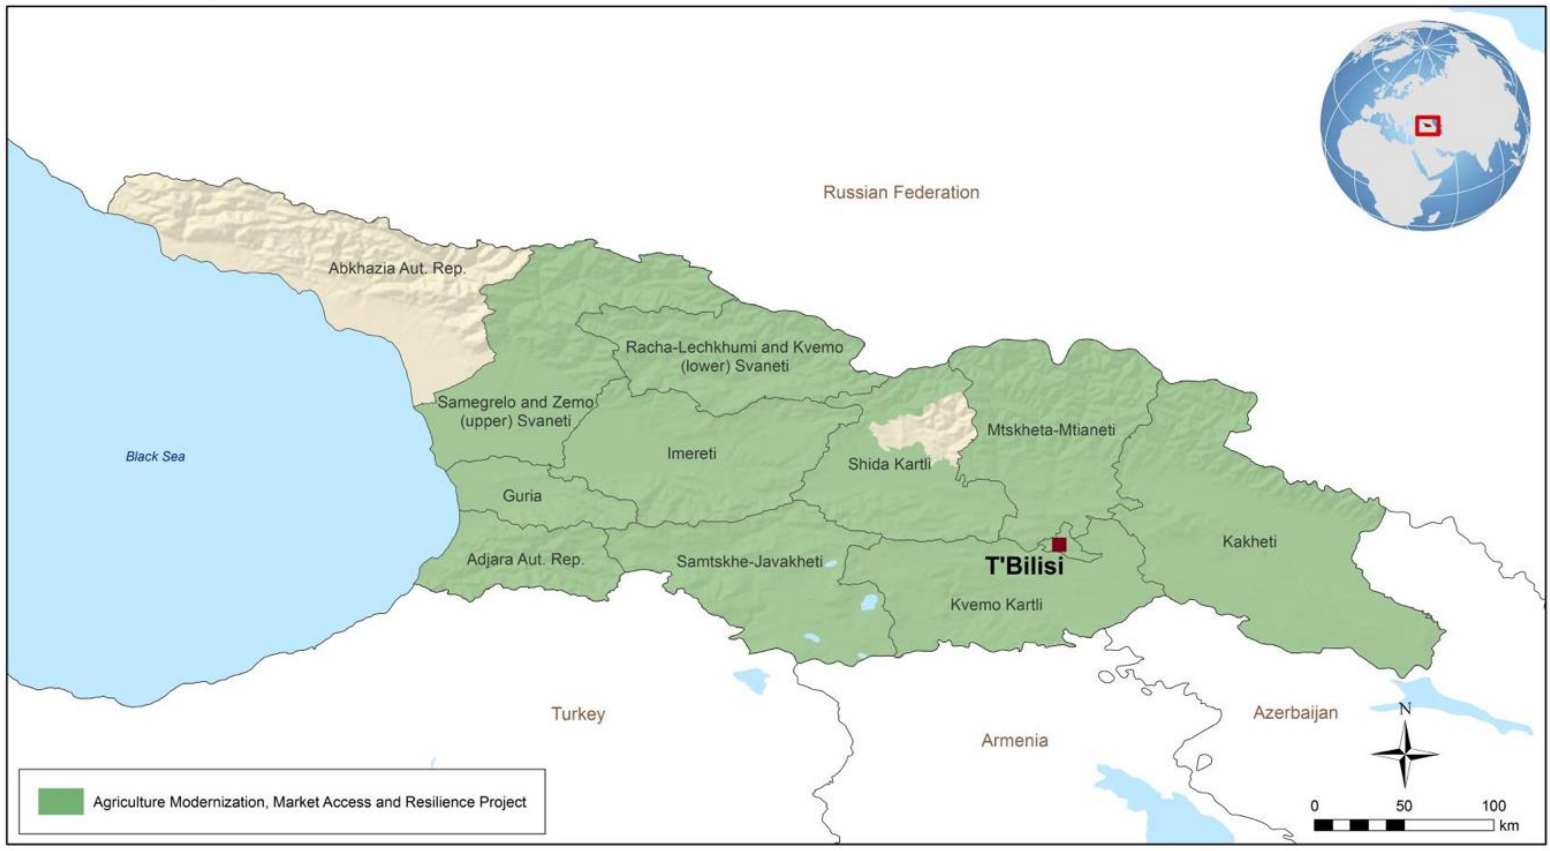 Russian Federation
Abkhazia Aut. Rep.
Racha-Lechkhumi and Kvemo
(lower) Svaneti
Samegrelo and Zemo
(upper) Svaneti
Mtskheta-Mtianeti
Imereti
Shida Kartli
Black Sea
Guria
Kakheti
Adjara Aut. Rep.
Samtskhe-Javakheti
T'Bilisi
Kvemo Kartli
Turkey
Armenia
Azerbaijan
N
Agriculture Modernization, Market Access and Resilience Project
0 50 100
km